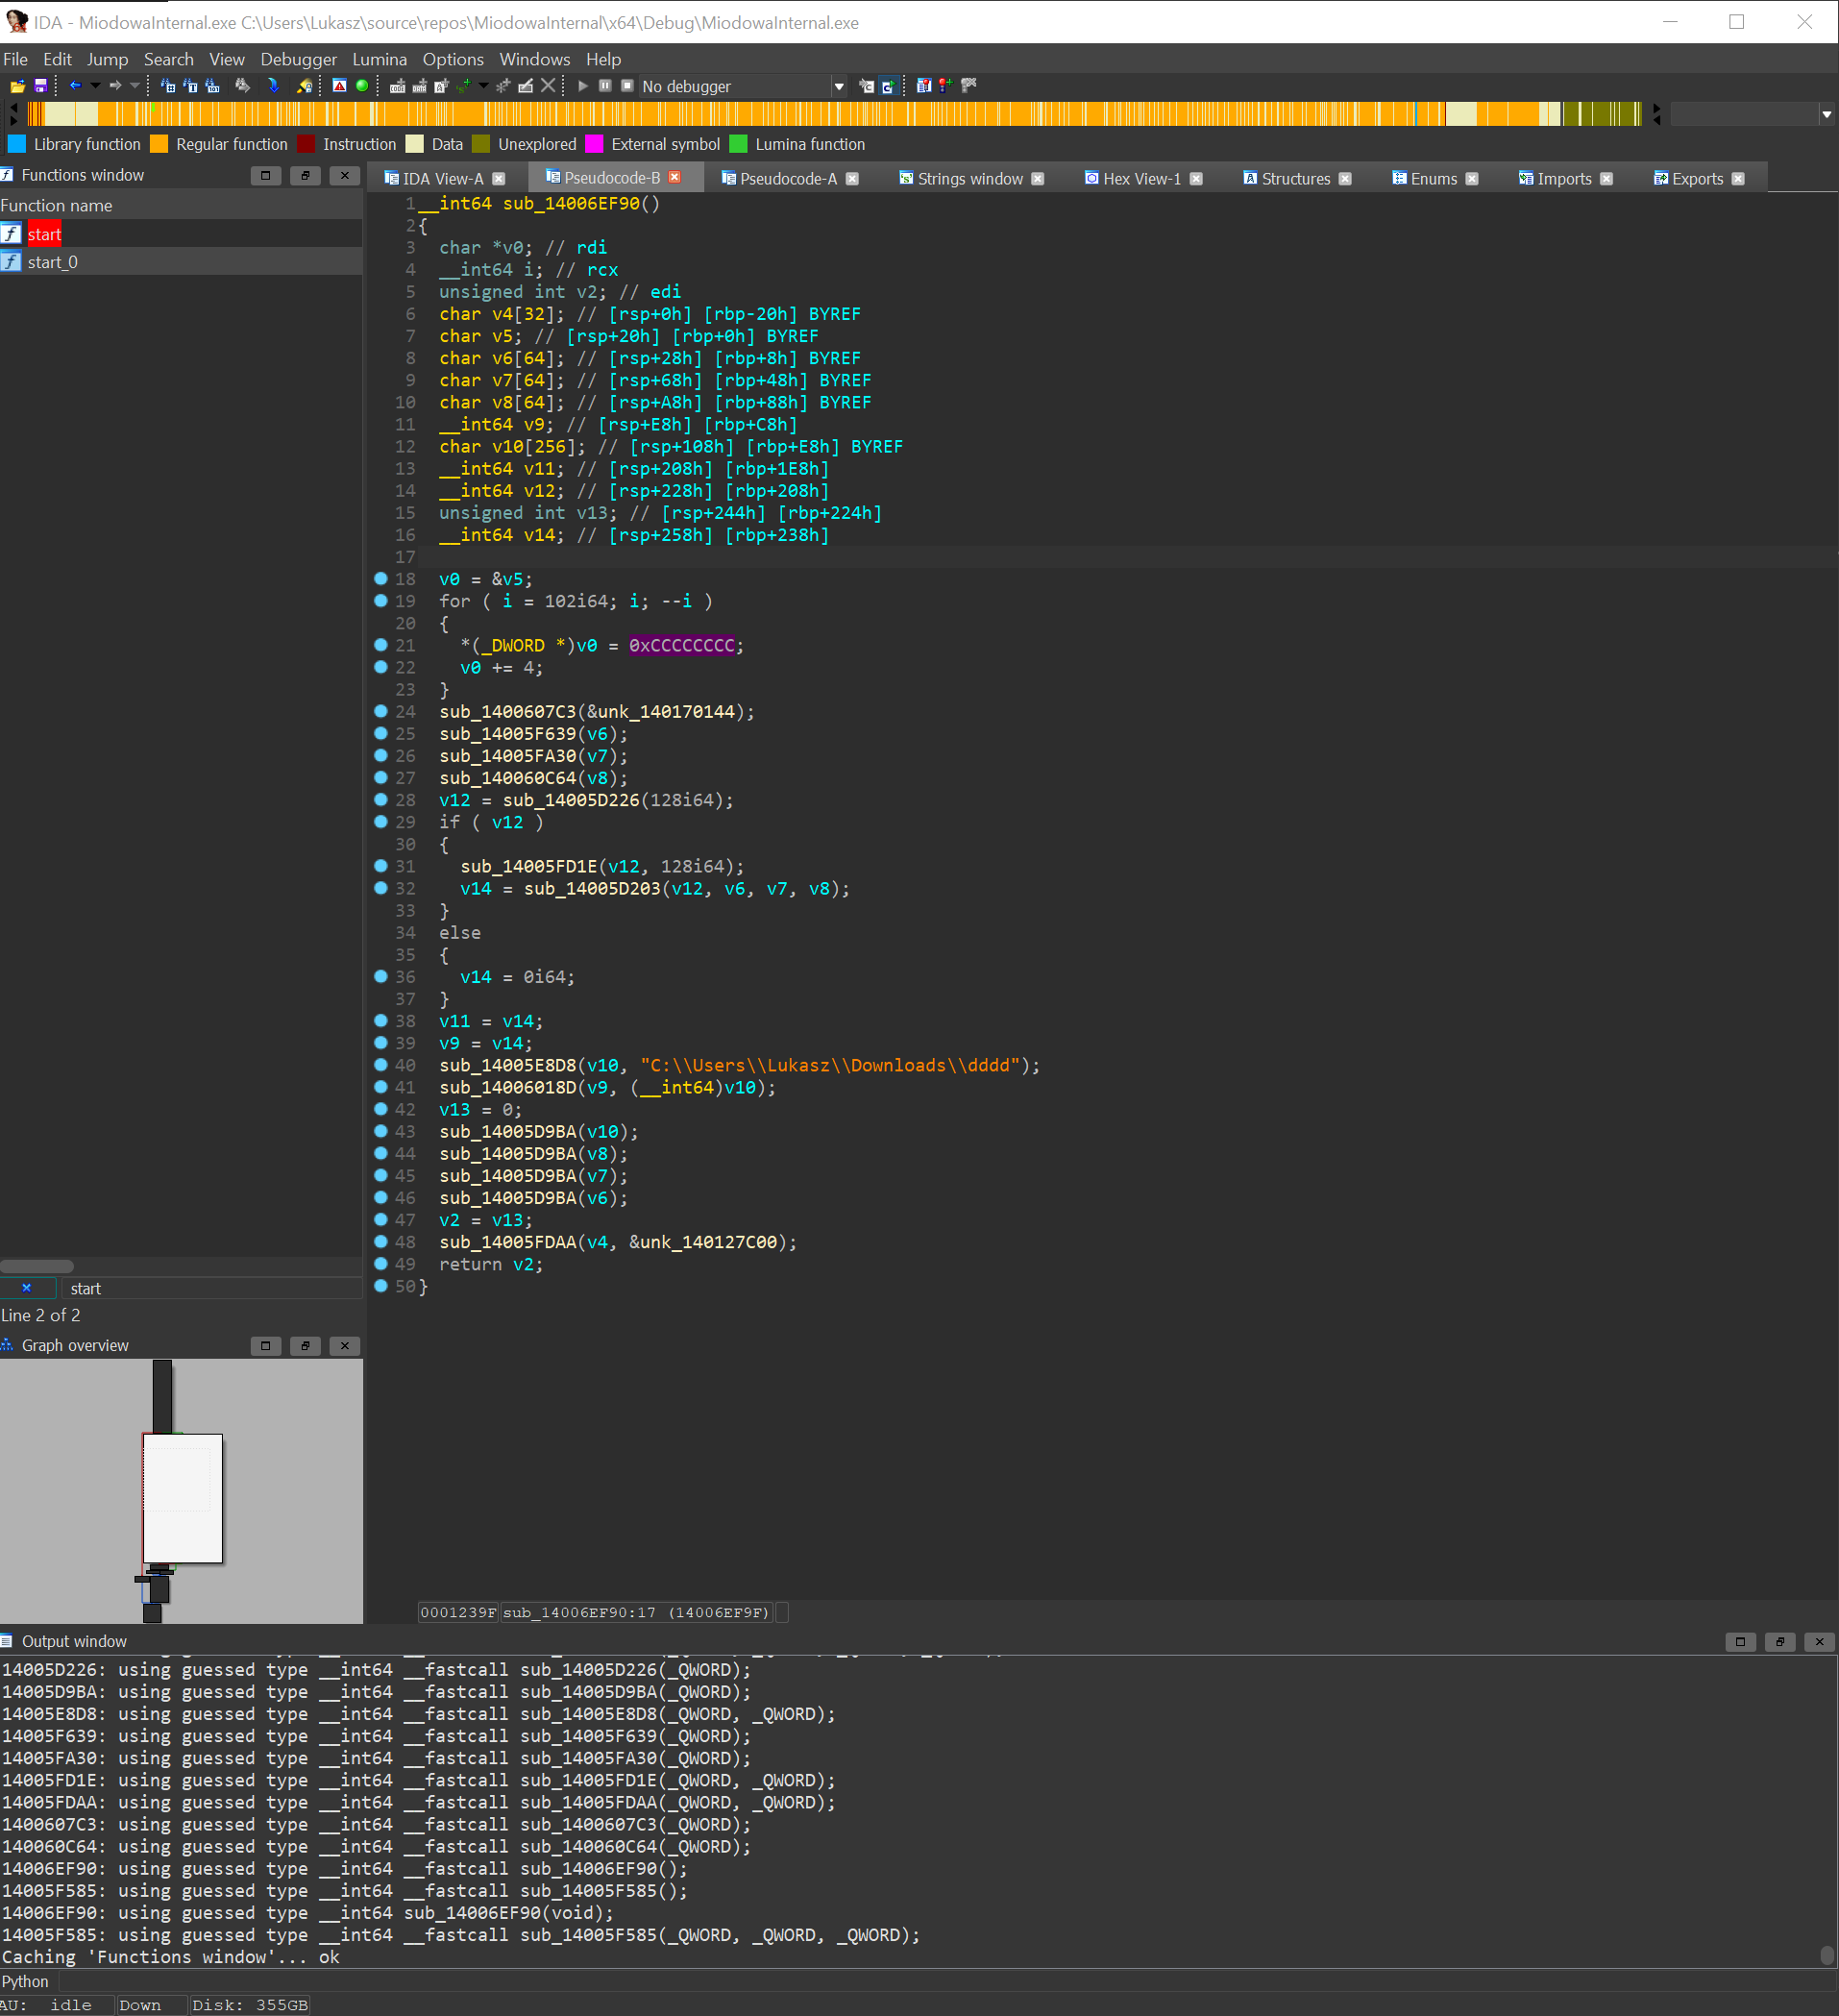 IDA - MiodowaInternal.exe C:\Users\Lukasz\source\repos\MiodowaInternal\x64\Debug\MiodowaInternal.exe
File Edit Jump Search View Debugger Lumina Options Windows Help
No debugger
Library function Regular function Instruction Data Unexplored External symbol Lumina function
Functions window
IDA View-A Pseudocode-B Pseudocode-A Strings window Hex View-1 Structures Enums Imports Exports
Function name
start
start_0
1 __int64 sub_14006EF90()
2 {
3 char *v0; // rdi
4 __int64 i; // rcx
5 unsigned int v2; // edi
6 char v4[32]; // [rsp+0h] [rbp-20h] BYREF
7 char v5; // [rsp+20h] [rbp+0h] BYREF
8 char v6[64]; // [rsp+28h] [rbp+8h] BYREF
9 char v7[64]; // [rsp+68h] [rbp+48h] BYREF
10 char v8[64]; // [rsp+A8h] [rbp+88h] BYREF
11 __int64 v9; // [rsp+E8h] [rbp+C8h]
12 char v10[256]; // [rsp+108h] [rbp+E8h] BYREF
13 __int64 v11; // [rsp+208h] [rbp+1E8h]
14 __int64 v12; // [rsp+228h] [rbp+208h]
15 unsigned int v13; // [rsp+244h] [rbp+224h]
16 __int64 v14; // [rsp+258h] [rbp+238h]
17
18 v0 = &v5;
19 for ( i = 102i64; i; --i )
20 {
21 *(_DWORD *)v0 = 0xCCCCCCCC;
22 v0 += 4;
23 }
24 sub_1400607C3(&unk_140170144);
25 sub_14005F639(v6);
26 sub_14005FA30(v7);
27 sub_140060C64(v8);
28 v12 = sub_14005D226(128i64);
29 if ( v12 )
30 {
31 sub_14005FD1E(v12, 128i64);
32 v14 = sub_14005D203(v12, v6, v7, v8);
33 }
34 else
35 {
36 v14 = 0i64;
37 }
38 v11 = v14;
39 v9 = v14;
40 sub_14005E8D8(v10, "C:\\Users\\Lukasz\\Downloads\\dddd");
41 sub_14006018D(v9, (__int64)v10);
42 v13 = 0;
43 sub_14005D9BA(v10);
44 sub_14005D9BA(v8);
45 sub_14005D9BA(v7);
46 sub_14005D9BA(v6);
47 v2 = v13;
48 sub_14005FDAA(v4, &unk_140127C00);
49 return v2;
50 }
start
Line 2 of 2
Graph overview
0001239F sub_14006EF90:17 (14006EF9F)
Output window
14005D226: using guessed type __int64 __fastcall sub_14005D226(_QWORD);
14005D9BA: using guessed type __int64 __fastcall sub_14005D9BA(_QWORD);
14005E8D8: using guessed type __int64 __fastcall sub_14005E8D8(_QWORD, _QWORD);
14005F639: using guessed type __int64 __fastcall sub_14005F639(_QWORD);
14005FA30: using guessed type __int64 __fastcall sub_14005FA30(_QWORD);
14005FD1E: using guessed type __int64 __fastcall sub_14005FD1E(_QWORD, _QWORD);
14005FDAA: using guessed type __int64 __fastcall sub_14005FDAA(_QWORD, _QWORD);
1400607C3: using guessed type __int64 __fastcall sub_1400607C3(_QWORD);
140060C64: using guessed type __int64 __fastcall sub_140060C64(_QWORD);
14006EF90: using guessed type __int64 __fastcall sub_14006EF90();
14005F585: using guessed type __int64 __fastcall sub_14005F585();
14006EF90: using guessed type __int64 sub_14006EF90(void);
14005F585: using guessed type __int64 __fastcall sub_14005F585(_QWORD, _QWORD, _QWORD);
Caching 'Functions window'... ok
Python
AU: idle Down Disk: 355GB